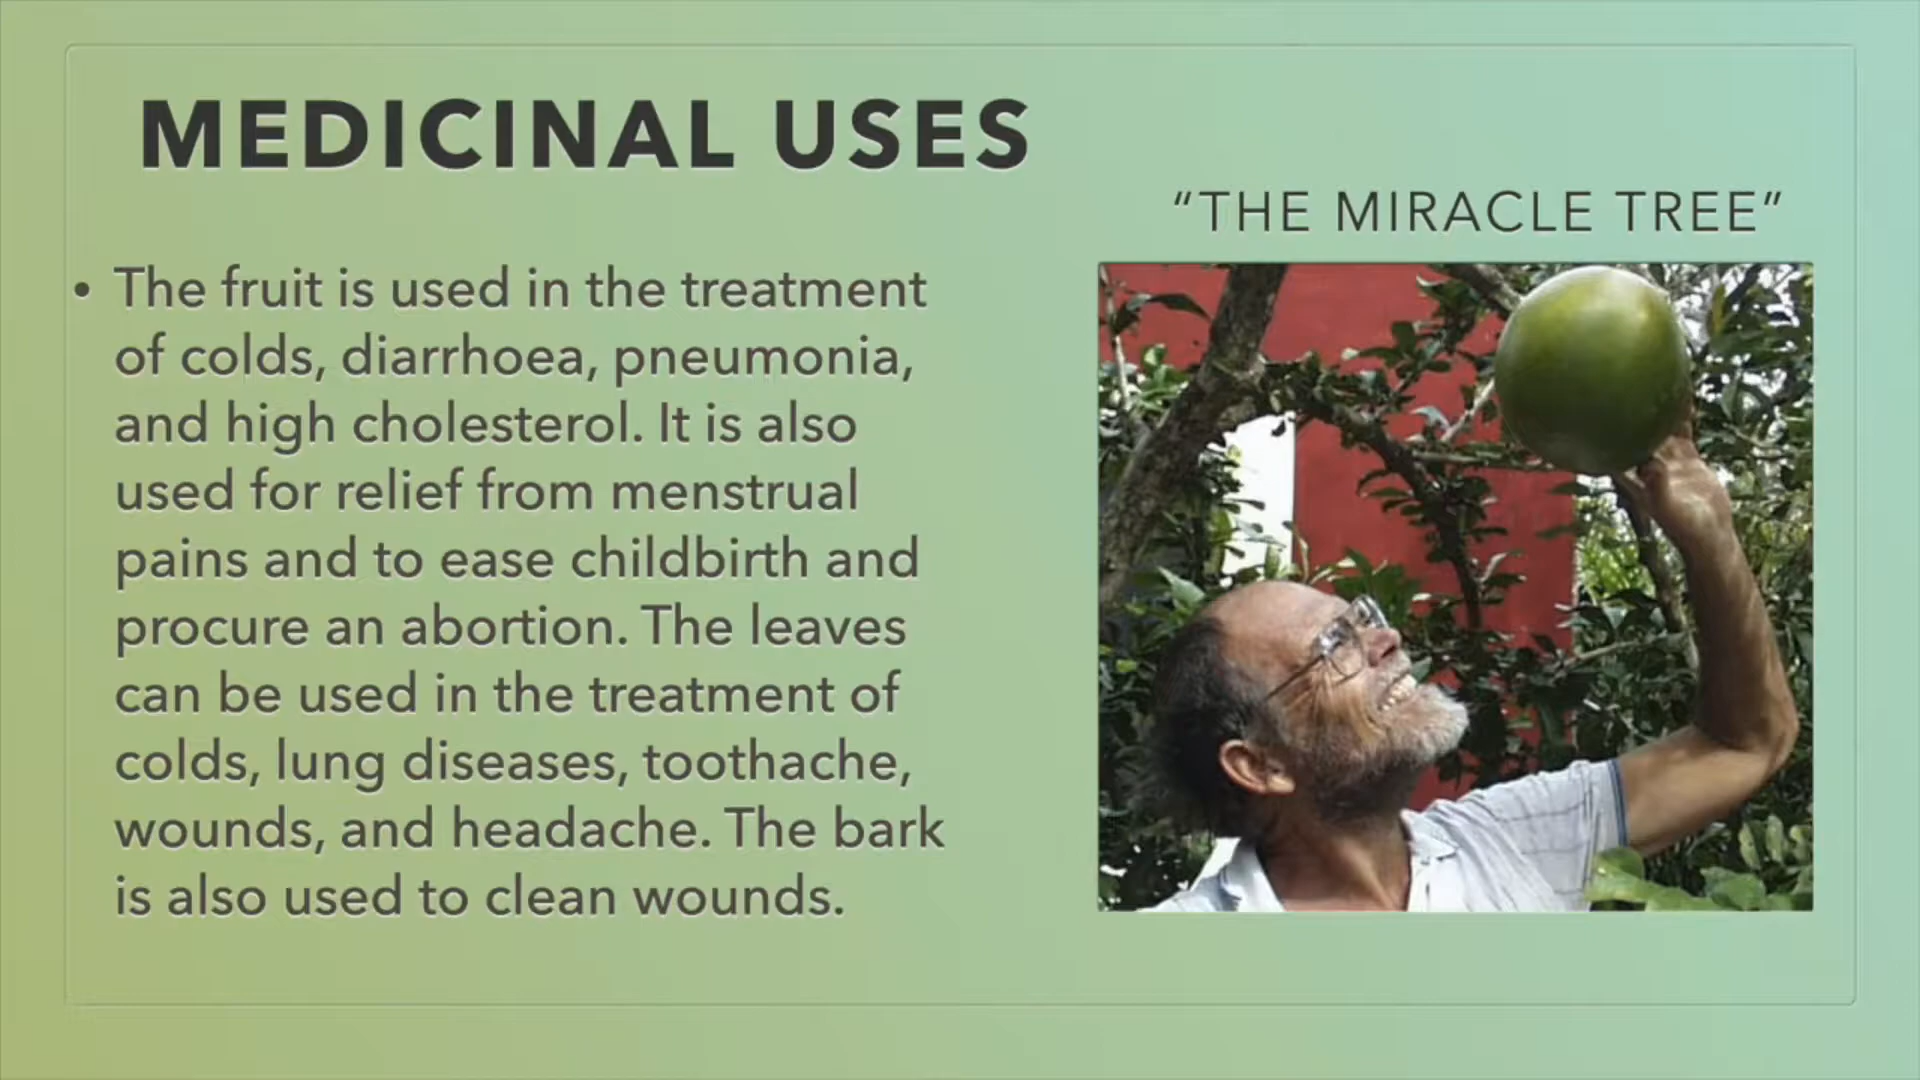 MEDICINAL USES
“THE MIRACLE TREE”
• The fruit is used in the treatment
of colds, diarrhoea, pneumonia,
and high cholesterol. It is also
used for relief from menstrual
pains and to ease childbirth and
procure an abortion. The leaves
can be used in the treatment of
colds, lung diseases, toothache,
wounds, and headache. The bark
is also used to clean wounds.